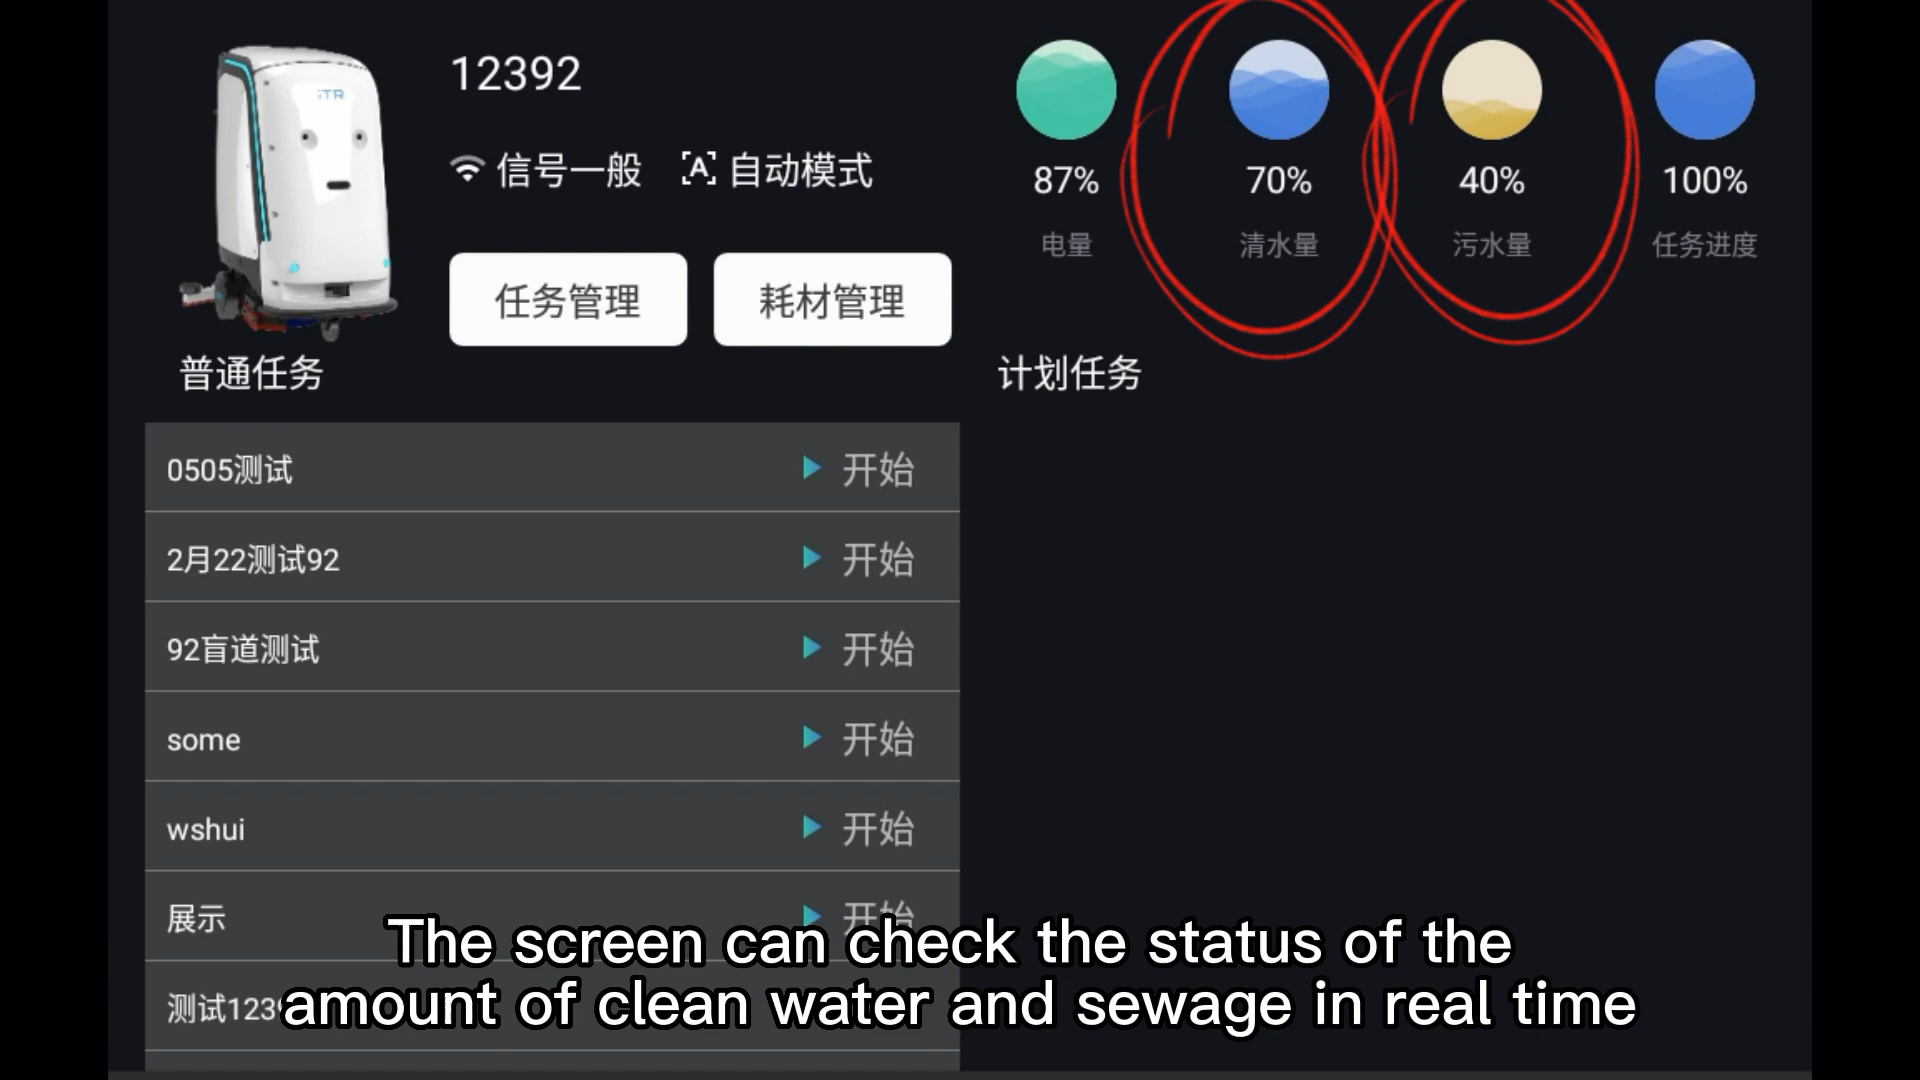 iTR
12392
信号一般 自动模式
任务管理 耗材管理
87% 70% 40% 100%
电量 清水量 污水量 任务进度
普通任务 计划任务
0505测试 开始
2月22测试92 开始
92盲道测试 开始
some 开始
wshui 开始
展示 开始
测试123
The screen can check the status of the
amount of clean water and sewage in real time